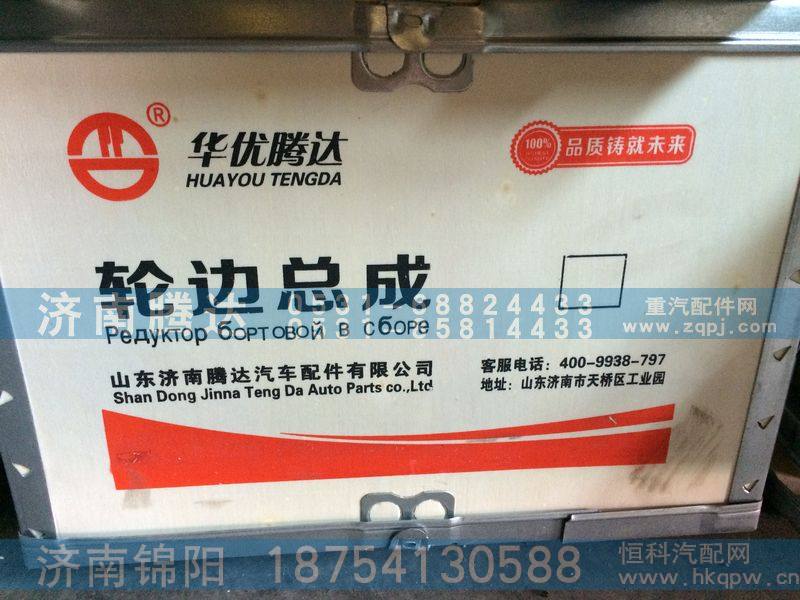 ®
华优腾达
HUAYOU TENGDA
100%
品质铸就未来
轮边总成
Редуктор бортовой в сборе
济南腾达
0531-88824433
0531-85814433
重汽配件网
www.zqpj.com
山东济南腾达汽车配件有限公司
Shan Dong Jinna Teng Da Auto Parts co.,Ltd
客服电话：400-9938-797
地址：山东济南市天桥区工业园
济南锦阳 18754130588
恒科汽配网
www.hkqpw.cn